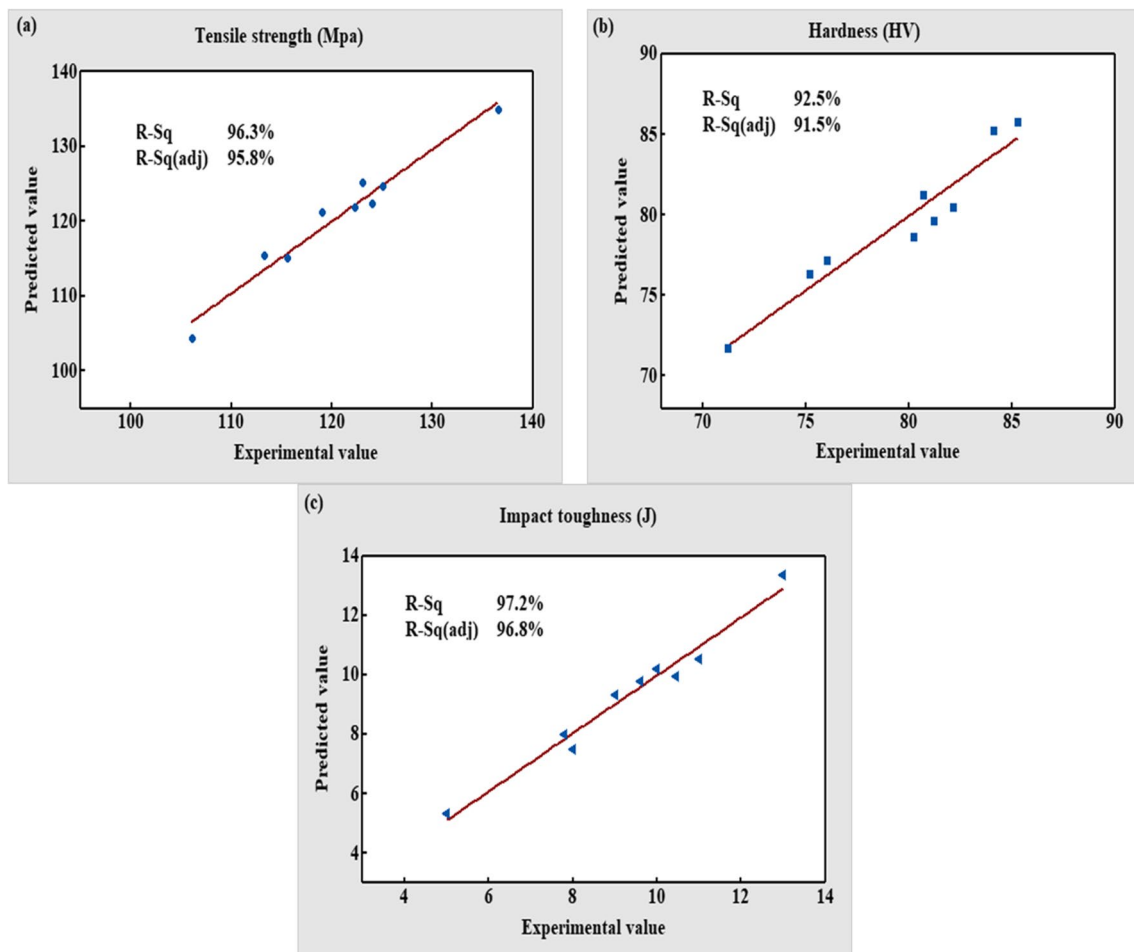 (a)
Tensile strength (Mpa)
140
130
120
110
100
Predicted value
R-Sq 96.3%
R-Sq(adj) 95.8%
100 110 120 130 140
Experimental value
(b)
Hardness (HV)
90
85
80
75
70
Predicted value
R-Sq 92.5%
R-Sq(adj) 91.5%
70 75 80 85 90
Experimental value
(c)
Impact toughness (J)
14
12
10
8
6
4
Predicted value
R-Sq 97.2%
R-Sq(adj) 96.8%
4 6 8 10 12 14
Experimental value